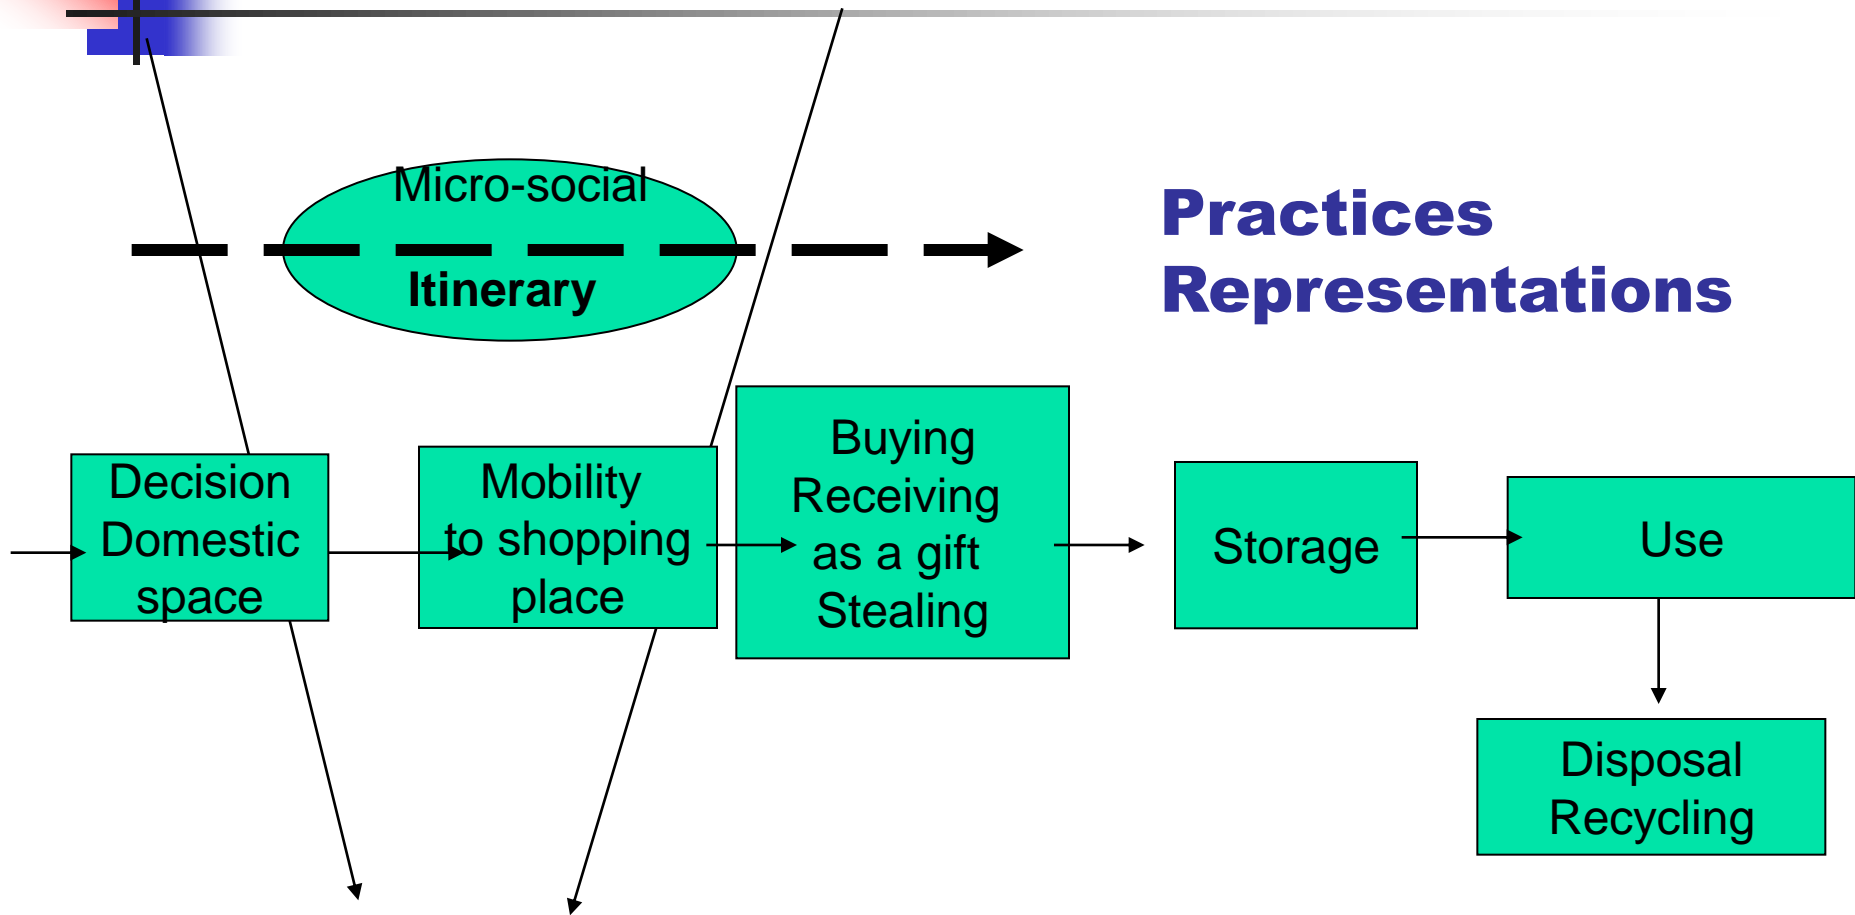 Micro-social
Itinerary
Practices
Representations
Decision
Domestic
space
Mobility
to shopping
place
Buying
Receiving
as a gift
Stealing
Storage
Use
Disposal
Recycling